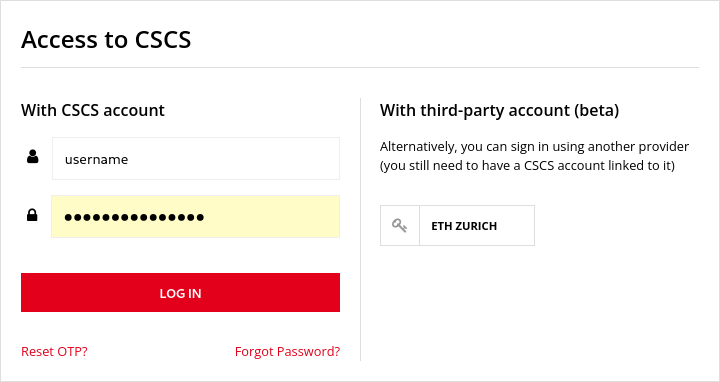 Access to CSCS
With CSCS account
username
●●●●●●●●●●●●●●●
LOG IN
Reset OTP?
Forgot Password?
With third-party account (beta)
Alternatively, you can sign in using another provider
(you still need to have a CSCS account linked to it)
ETH ZURICH